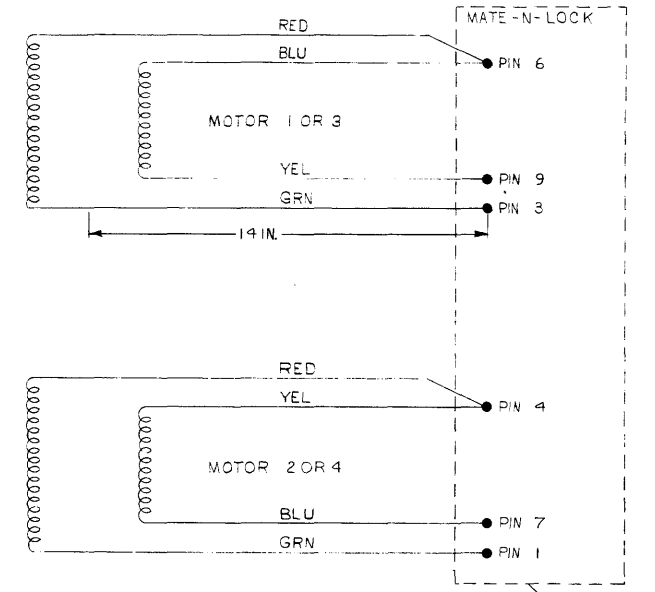 MATE-N-LOCK
RED
BLU
PIN 6
MOTOR 1 OR 3
YEL
PIN 9
GRN
PIN 3
14 IN.
RED
YEL
PIN 4
MOTOR 2 OR 4
BLU
PIN 7
GRN
PIN 1